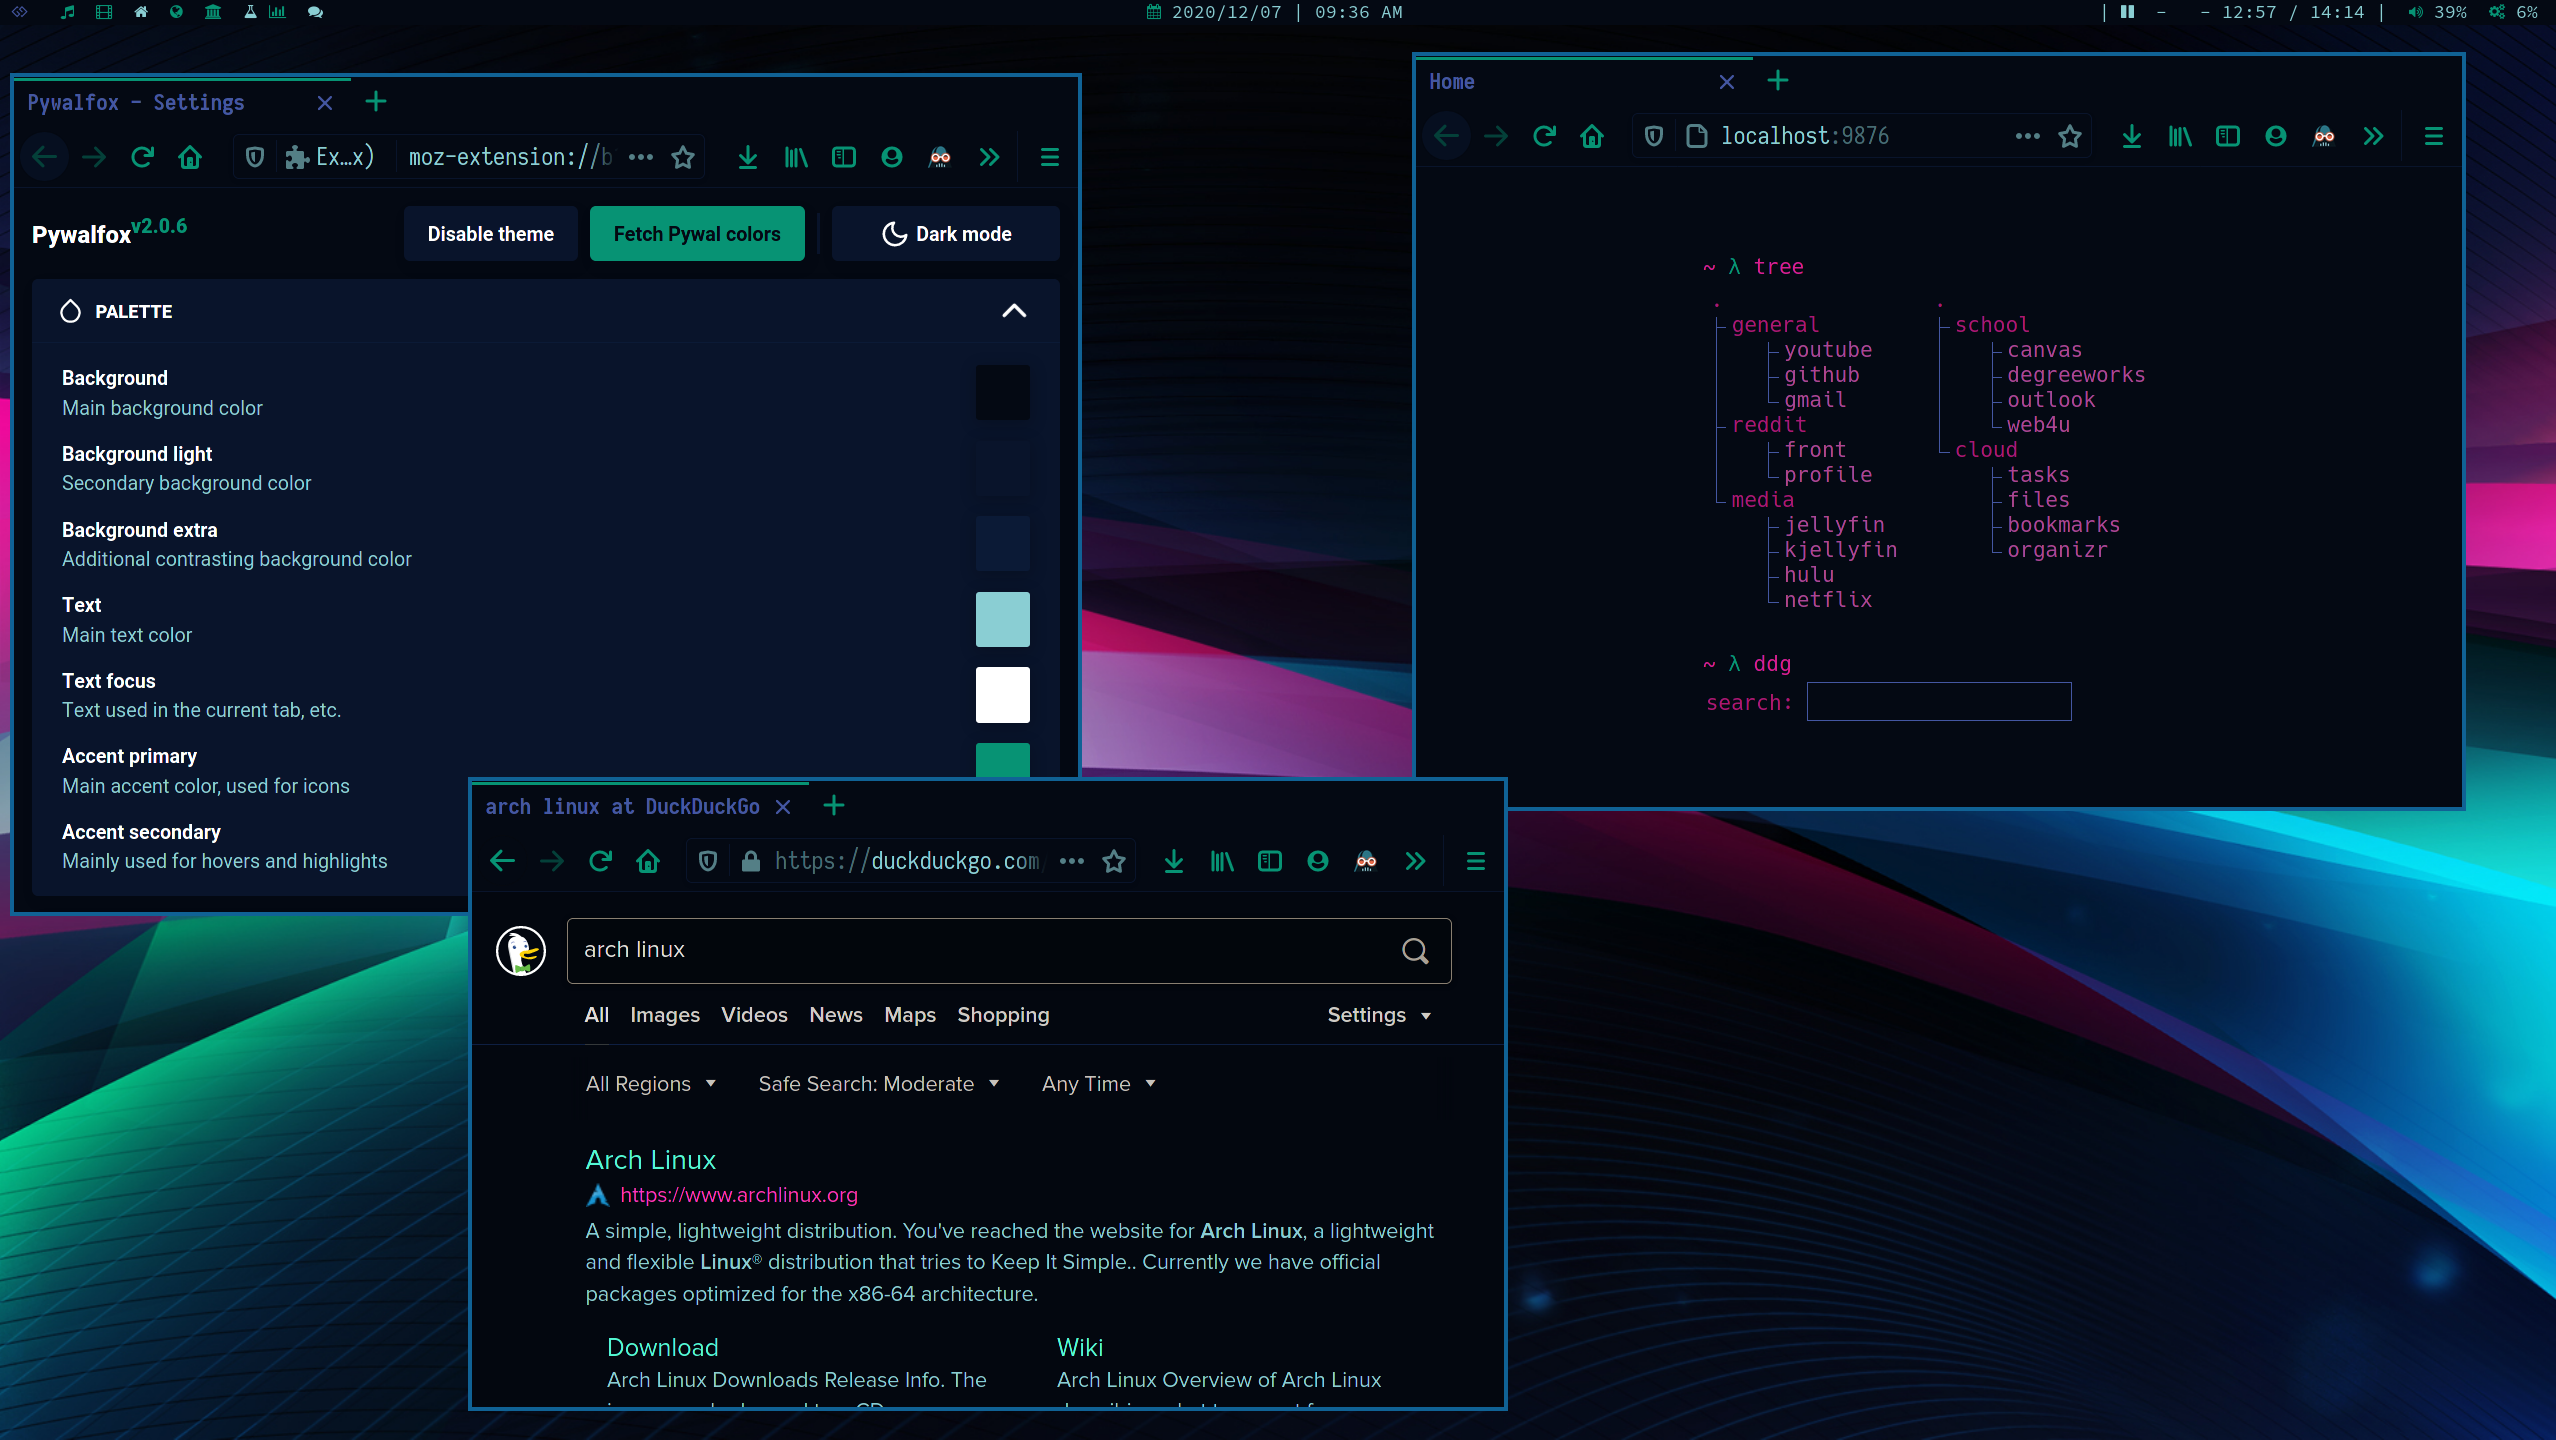 2020/12/07 | 09:36 AM
| - - 12:57 / 14:14 | 39% 6%
Pywalfox - Settings
Ex...x) moz-extension://b
Pywalfox v2.0.6
Disable theme
Fetch Pywal colors
Dark mode
PALETTE
Background
Main background color
Background light
Secondary background color
Background extra
Additional contrasting background color
Text
Main text color
Text focus
Text used in the current tab, etc.
Accent primary
Main accent color, used for icons
Accent secondary
Mainly used for hovers and highlights
Home
localhost:9876
~ λ tree
.
general
youtube
github
gmail
reddit
front
profile
media
jellyfin
kjellyfin
hulu
netflix
.
school
canvas
degreeworks
outlook
web4u
cloud
tasks
files
bookmarks
organizr
~ λ ddg
search:
arch linux at DuckDuckGo
https://duckduckgo.com
arch linux
All Images Videos News Maps Shopping Settings
All Regions Safe Search: Moderate Any Time
Arch Linux
https://www.archlinux.org
A simple, lightweight distribution. You've reached the website for Arch Linux, a lightweight
and flexible Linux® distribution that tries to Keep It Simple.. Currently we have official
packages optimized for the x86-64 architecture.
Download
Arch Linux Downloads Release Info. The
Wiki
Arch Linux Overview of Arch Linux